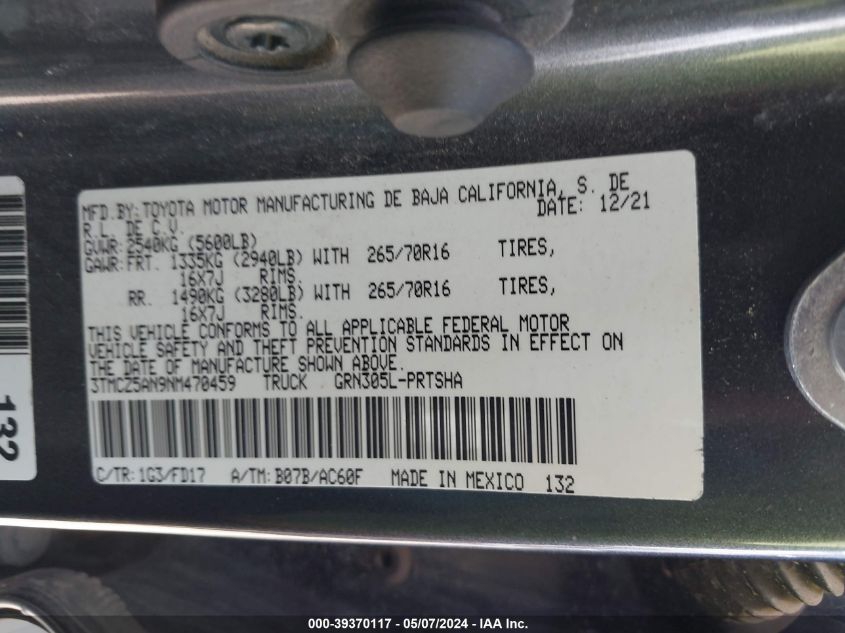 MFD.BY:TOYOTA MOTOR MANUFACTURING DE BAJA CALIFORNIA, S. DE
R.L. DE C.V. DATE: 12/21
GVWR:2540KG (5600LB)
GAWR:FRT. 1335KG (2940LB) WITH 265/70R16 TIRES,
16X7J RIMS.
RR. 1490KG (3280LB) WITH 265/70R16 TIRES,
16X7J RIMS.
THIS VEHICLE CONFORMS TO ALL APPLICABLE FEDERAL MOTOR
VEHICLE SAFETY AND THEFT PREVENTION STANDARDS IN EFFECT ON
THE DATE OF MANUFACTURE SHOWN ABOVE.
3TMCZ5AN9NM470459 TRUCK GRN305L-PRTSHA
C/TR:1G3/FD17 A/TM:B07B/AC60F MADE IN MEXICO 132
132
000-39370117 - 05/07/2024 - IAA Inc.